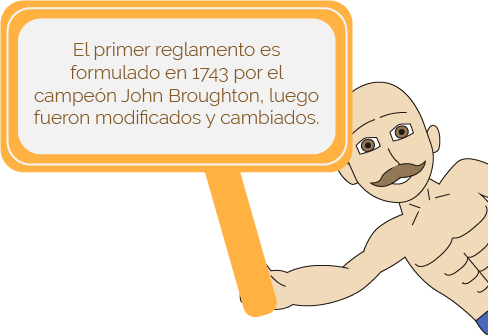 El primer reglamento es
formulado en 1743 por el
campeón John Broughton, luego
fueron modificados y cambiados.